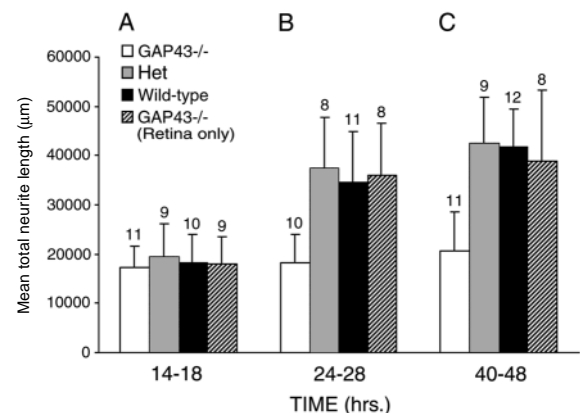 A B C
60000
50000
40000
30000
20000
10000
0
Mean total neurite length (µm)
GAP43-/-
Het
Wild-type
GAP43-/-
(Retina only)
11 9 10 9
10 8 11 8
11 9 12 8
14-18 24-28 40-48
TIME (hrs.)